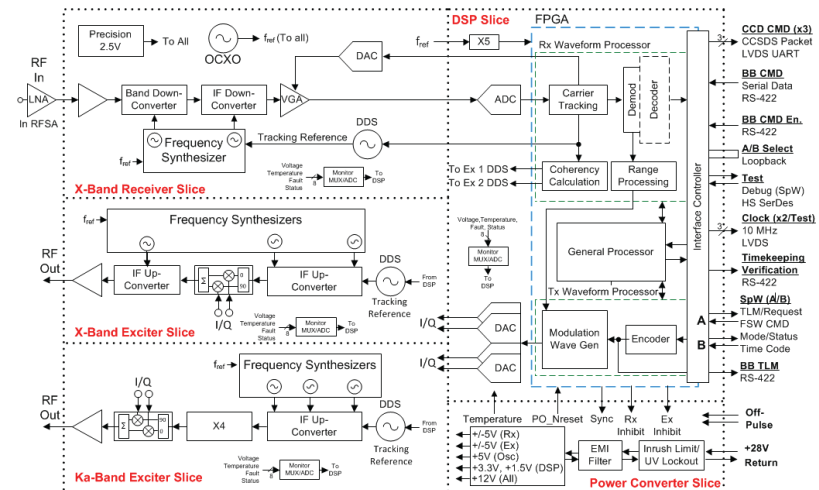 Precision
2.5V
To All
OCXO
fref (To all)
RF
In
LNA
In RFSA
Band Down-
Converter
IF Down-
Converter
VGA
DAC
Frequency
Synthesizer
fref
Tracking Reference
DDS
Voltage
Temperature
Fault
Status
8
Monitor
MUX/ADC
To
DSP
X-Band Receiver Slice
fref
Frequency Synthesizers
RF
Out
IF Up-
Converter
Σ
0
90
I/Q
IF Up-
Converter
DDS
From
DSP
Tracking
Reference
Voltage
Temperature
Fault
Status
8
Monitor
MUX/ADC
To
DSP
X-Band Exciter Slice
fref
Frequency Synthesizers
I/Q
RF
Out
Σ
90
0
X4
IF Up-
Converter
DDS
From
DSP
Tracking
Reference
Voltage
Temperature
Fault
Status
8
Monitor
MUX/ADC
To
DSP
Ka-Band Exciter Slice
DSP Slice
FPGA
fref
X5
Rx Waveform Processor
ADC
Carrier
Tracking
Demod
Decoder
To Ex 1 DDS
To Ex 2 DDS
Coherency
Calculation
Range
Processing
Voltage,Temperature,
Fault, Status
8
Monitor
MUX/ADC
To
DSP
General Processor
Tx Waveform Processor
I/Q
DAC
I/Q
DAC
Modulation
Wave Gen
Encoder
Interface Controller
A
B
3
CCD CMD (x3)
CCSDS Packet
LVDS UART
BB CMD
Serial Data
RS-422
BB CMD En.
RS-422
A/B Select
Loopback
Test
Debug (SpW)
HS SerDes
3
Clock (x2/Test)
10 MHz
LVDS
Timekeeping
Verification
RS-422
SpW (A/B)
TLM/Request
FSW CMD
Mode/Status
Time Code
BB TLM
RS-422
Temperature
PO_Nreset
Sync
Rx
Inhibit
Ex
Inhibit
Off-
Pulse
+/-5V (Rx)
+/-5V (Ex)
+5V (Osc)
+3.3V, +1.5V (DSP)
+12V (All)
EMI
Filter
Inrush Limit/
UV Lockout
+28V
Return
Power Converter Slice